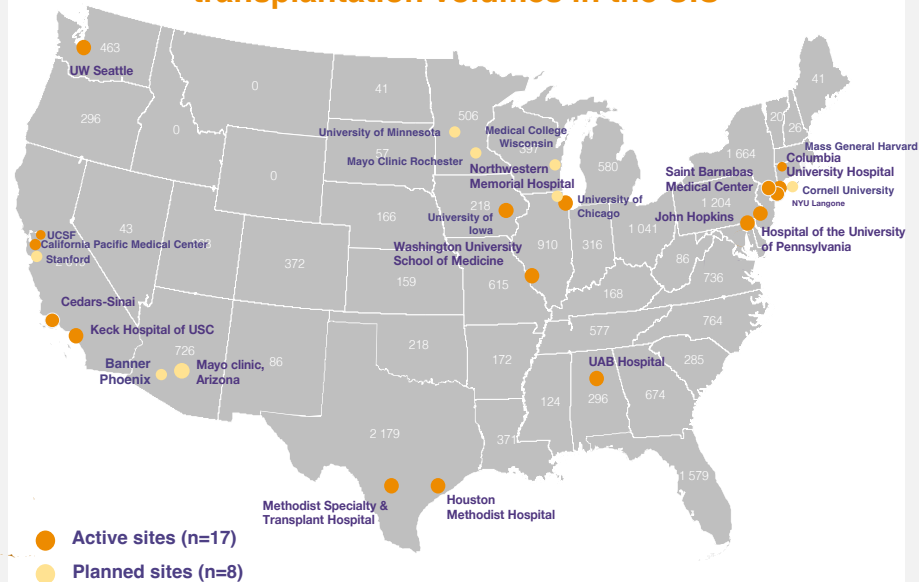 transplantation volumes in the U.S
463
UW Seattle
296
0
0
41
506
University of Minnesota
Medical College
Wisconsin
57
Mayo Clinic Rochester
Northwestern
Memorial Hospital
580
41
20
26
1 664
Mass General Harvard
Columbia
University Hospital
Saint Barnabas
Medical Center
Cornell University
NYU Langone
1 204
John Hopkins
Hospital of the University
of Pennsylvania
0
166
218
University of
Iowa
University of
Chicago
Washington University
School of Medicine
910
316
1 041
86
736
43
UCSF
California Pacific Medical Center
Stanford
372
159
615
168
764
Cedars-Sinai
Keck Hospital of USC
577
726
Banner
Phoenix
Mayo clinic,
Arizona
86
218
172
UAB Hospital
285
124
296
674
2 179
371
1 579
Methodist Specialty &
Transplant Hospital
Houston
Methodist Hospital
Active sites (n=17)
Planned sites (n=8)